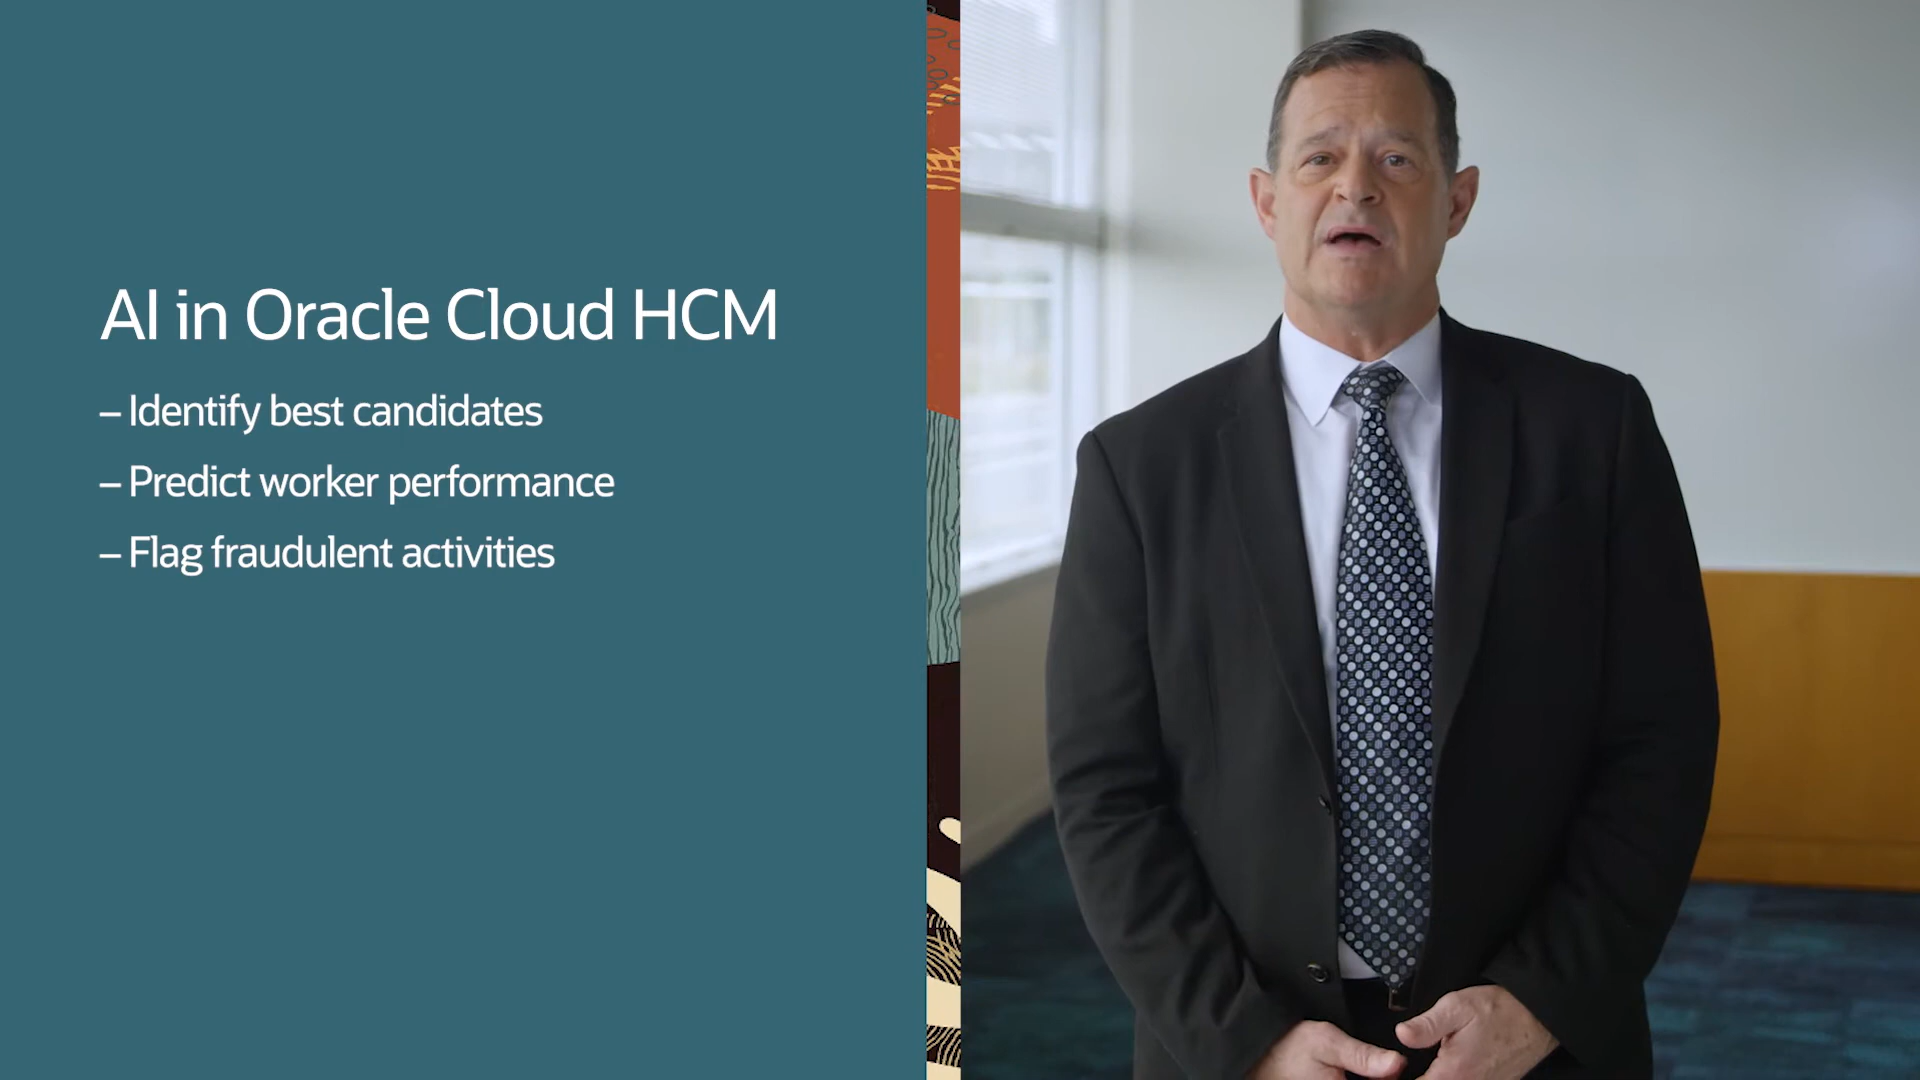 AI in Oracle Cloud HCM
– Identify best candidates
– Predict worker performance
– Flag fraudulent activities